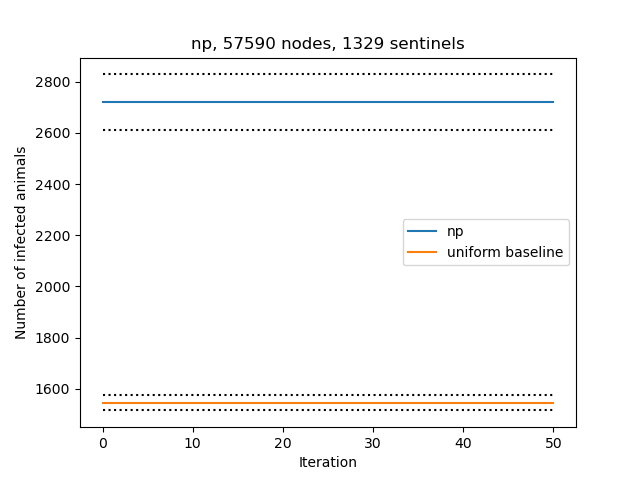 np, 57590 nodes, 1329 sentinels
2800
2600
2400
2200
2000
1800
1600
Number of infected animals
np
uniform baseline
0 10 20 30 40 50
Iteration